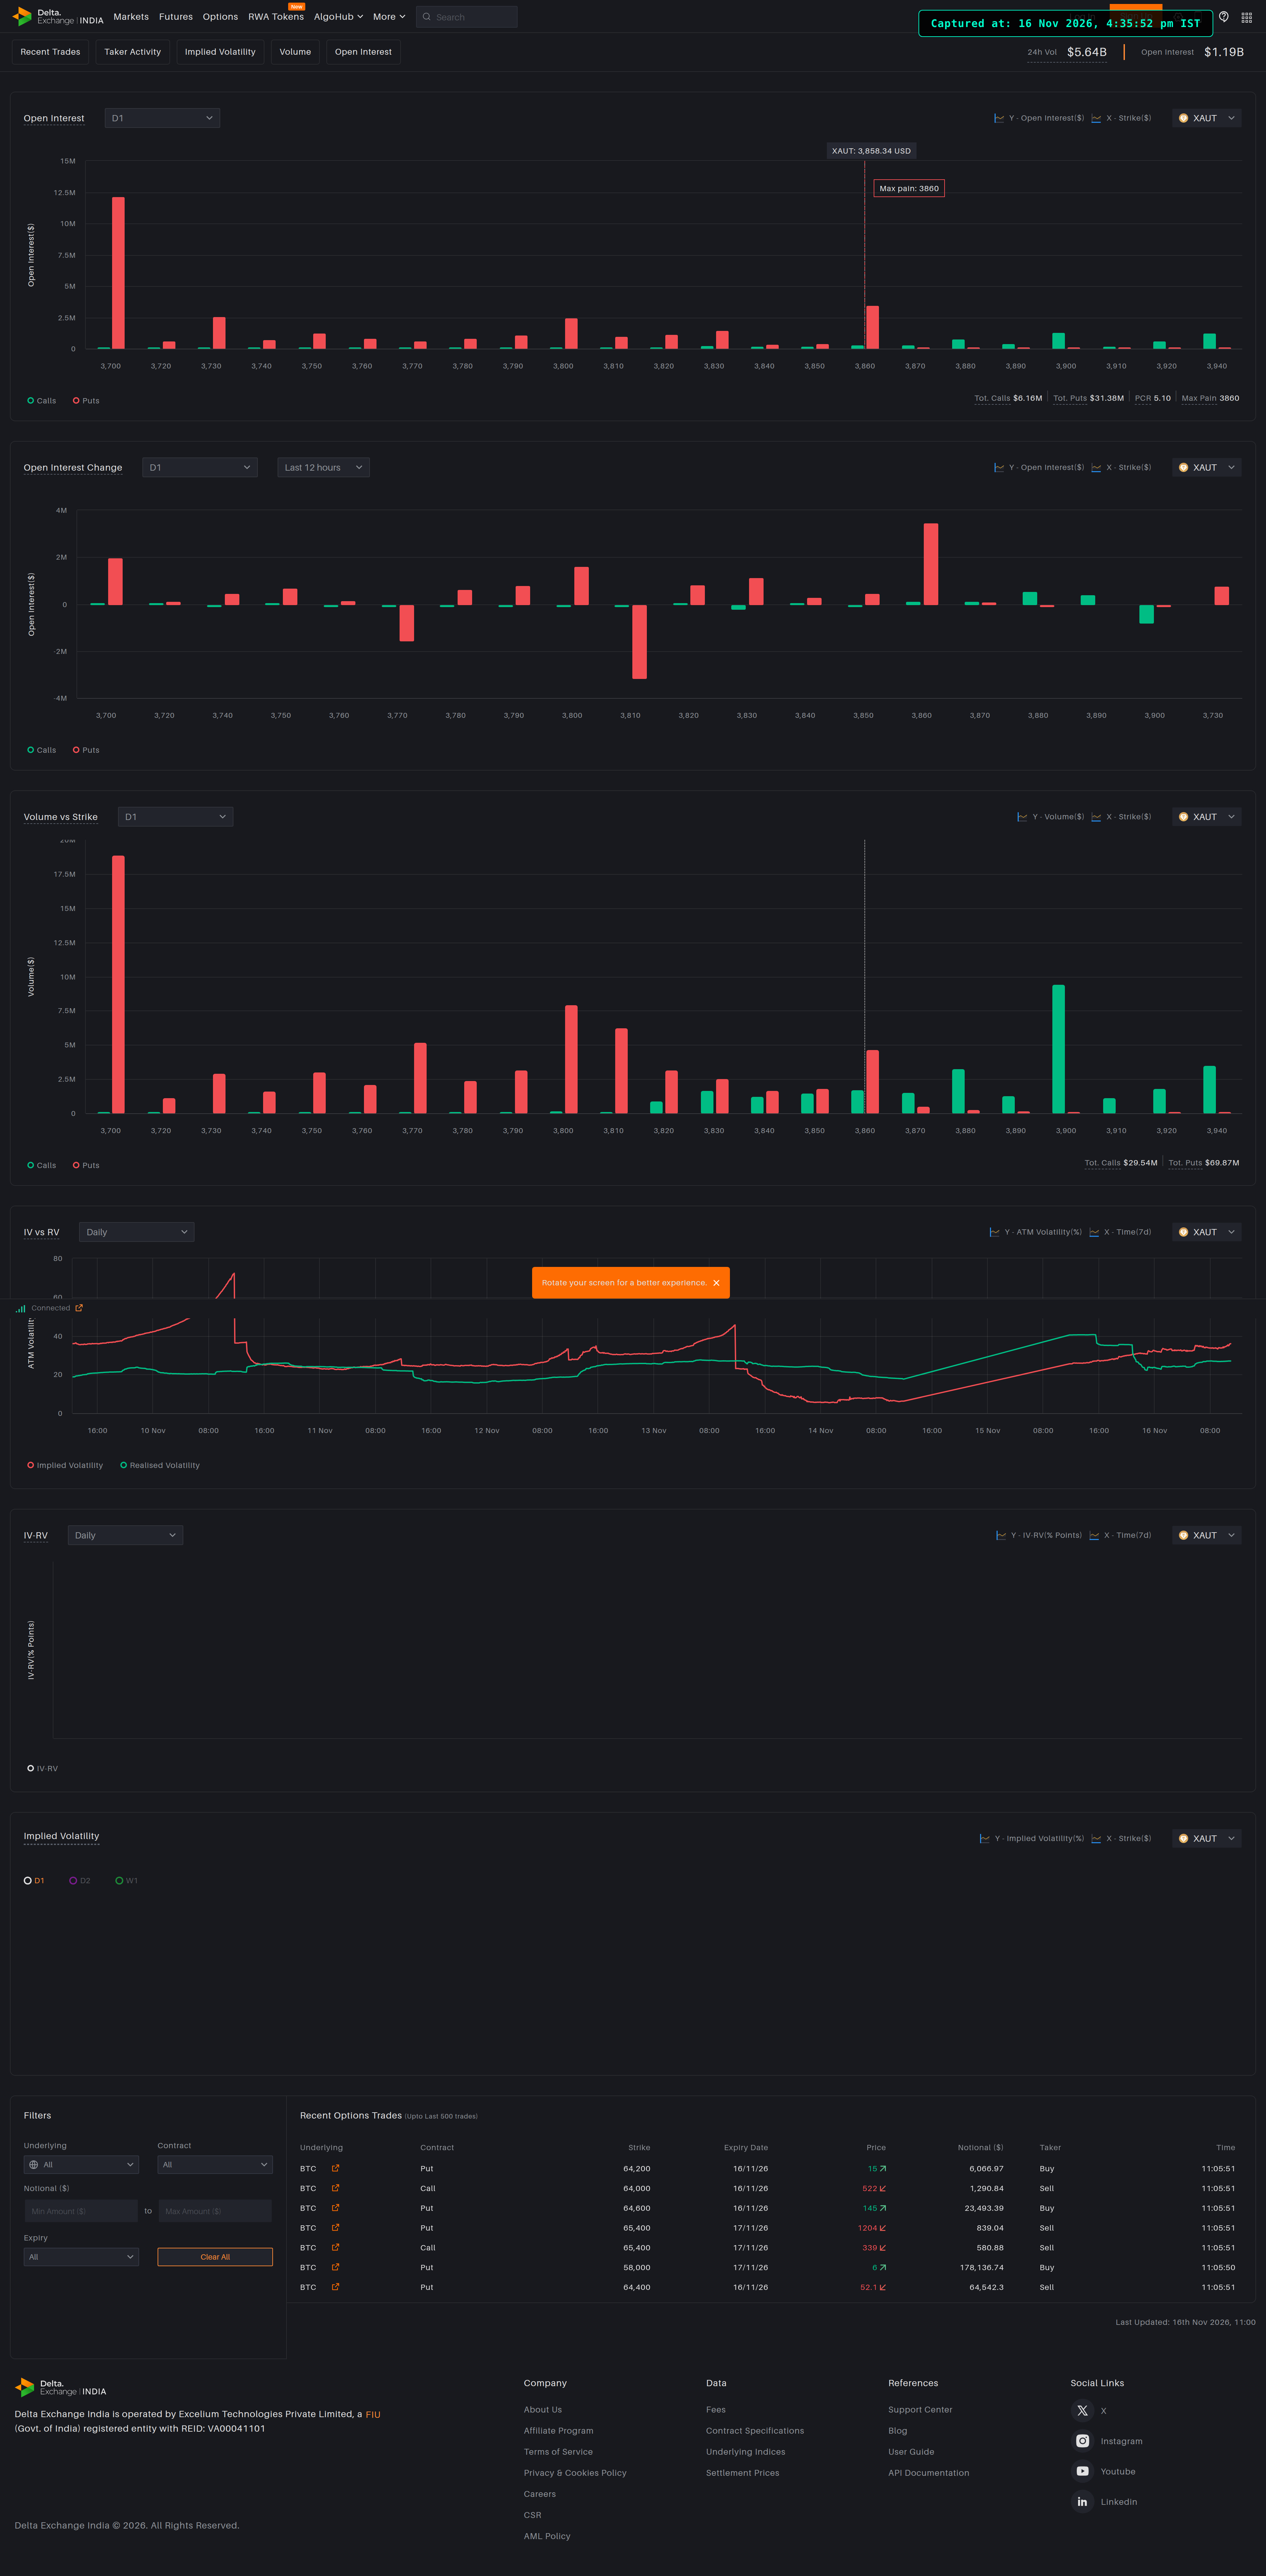 Delta. Exchange | INDIA
Markets Futures Options RWA Tokens New AlgoHub More Search
Captured at: 16 Nov 2026, 4:35:52 pm IST
Recent Trades Taker Activity Implied Volatility Volume Open Interest
24h Vol $5.64B Open Interest $1.19B
Open Interest D1 Y - Open Interest($) X - Strike($) XAUT
XAUT: 3,858.34 USD
Max pain: 3860
15M
12.5M
10M
7.5M
5M
2.5M
0
Open Interest($)
3,700 3,720 3,730 3,740 3,750 3,760 3,770 3,780 3,790 3,800 3,810 3,820 3,830 3,840 3,850 3,860 3,870 3,880 3,890 3,900 3,910 3,920 3,940
Calls Puts
Tot. Calls $6.16M Tot. Puts $31.38M PCR 5.10 Max Pain 3860
Open Interest Change D1 Last 12 hours Y - Open Interest($) X - Strike($) XAUT
4M
2M
0
-2M
-4M
Open Interest($)
3,700 3,720 3,740 3,750 3,760 3,770 3,780 3,790 3,800 3,810 3,820 3,830 3,840 3,850 3,860 3,870 3,880 3,890 3,900 3,730
Calls Puts
Volume vs Strike D1 Y - Volume($) X - Strike($) XAUT
20M
17.5M
15M
12.5M
10M
7.5M
5M
2.5M
0
Volume($)
3,700 3,720 3,730 3,740 3,750 3,760 3,770 3,780 3,790 3,800 3,810 3,820 3,830 3,840 3,850 3,860 3,870 3,880 3,890 3,900 3,910 3,920 3,940
Calls Puts
Tot. Calls $29.54M Tot. Puts $69.87M
IV vs RV Daily Y - ATM Volatility(%) X - Time(7d) XAUT
80
60
Rotate your screen for a better experience.
Connected
40
20
0
ATM Volatilit
16:00 10 Nov 08:00 16:00 11 Nov 08:00 16:00 12 Nov 08:00 16:00 13 Nov 08:00 16:00 14 Nov 08:00 16:00 15 Nov 08:00 16:00 16 Nov 08:00
Implied Volatility Realised Volatility
IV-RV Daily Y - IV-RV(% Points) X - Time(7d) XAUT
IV-RV(% Points)
IV-RV
Implied Volatility Y - Implied Volatility(%) X - Strike($) XAUT
D1 D2 W1
Filters
Underlying Contract
All All
Notional ($)
Min Amount ($) to Max Amount ($)
Expiry
All Clear All
Recent Options Trades (Upto Last 500 trades)
Underlying Contract Strike Expiry Date Price Notional ($) Taker Time
BTC Put 64,200 16/11/26 15 6,066.97 Buy 11:05:51
BTC Call 64,000 16/11/26 522 1,290.84 Sell 11:05:51
BTC Put 64,600 16/11/26 145 23,493.39 Buy 11:05:51
BTC Put 65,400 17/11/26 1204 839.04 Sell 11:05:51
BTC Call 65,400 17/11/26 339 580.88 Sell 11:05:51
BTC Put 58,000 17/11/26 6 178,136.74 Buy 11:05:50
BTC Put 64,400 16/11/26 52.1 64,542.3 Sell 11:05:51
Last Updated: 16th Nov 2026, 11:00
Delta. Exchange | INDIA
Delta Exchange India is operated by Excelium Technologies Private Limited, a FIU
(Govt. of India) registered entity with REID: VA00041101
Delta Exchange India © 2026. All Rights Reserved.
Company
About Us
Affiliate Program
Terms of Service
Privacy & Cookies Policy
Careers
CSR
AML Policy
Data
Fees
Contract Specifications
Underlying Indices
Settlement Prices
References
Support Center
Blog
User Guide
API Documentation
Social Links
X
Instagram
Youtube
Linkedin